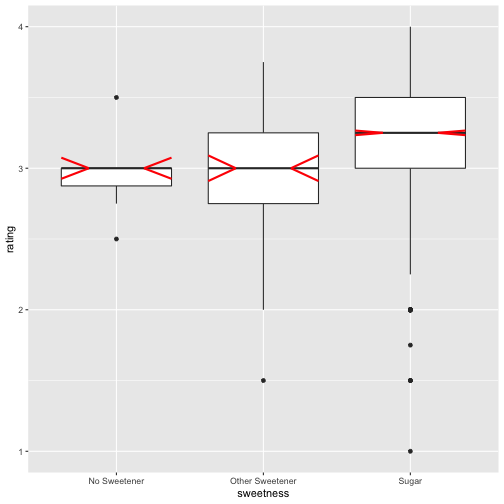 4
3
2
1
rating
No Sweetener
Other Sweetener
Sugar
sweetness